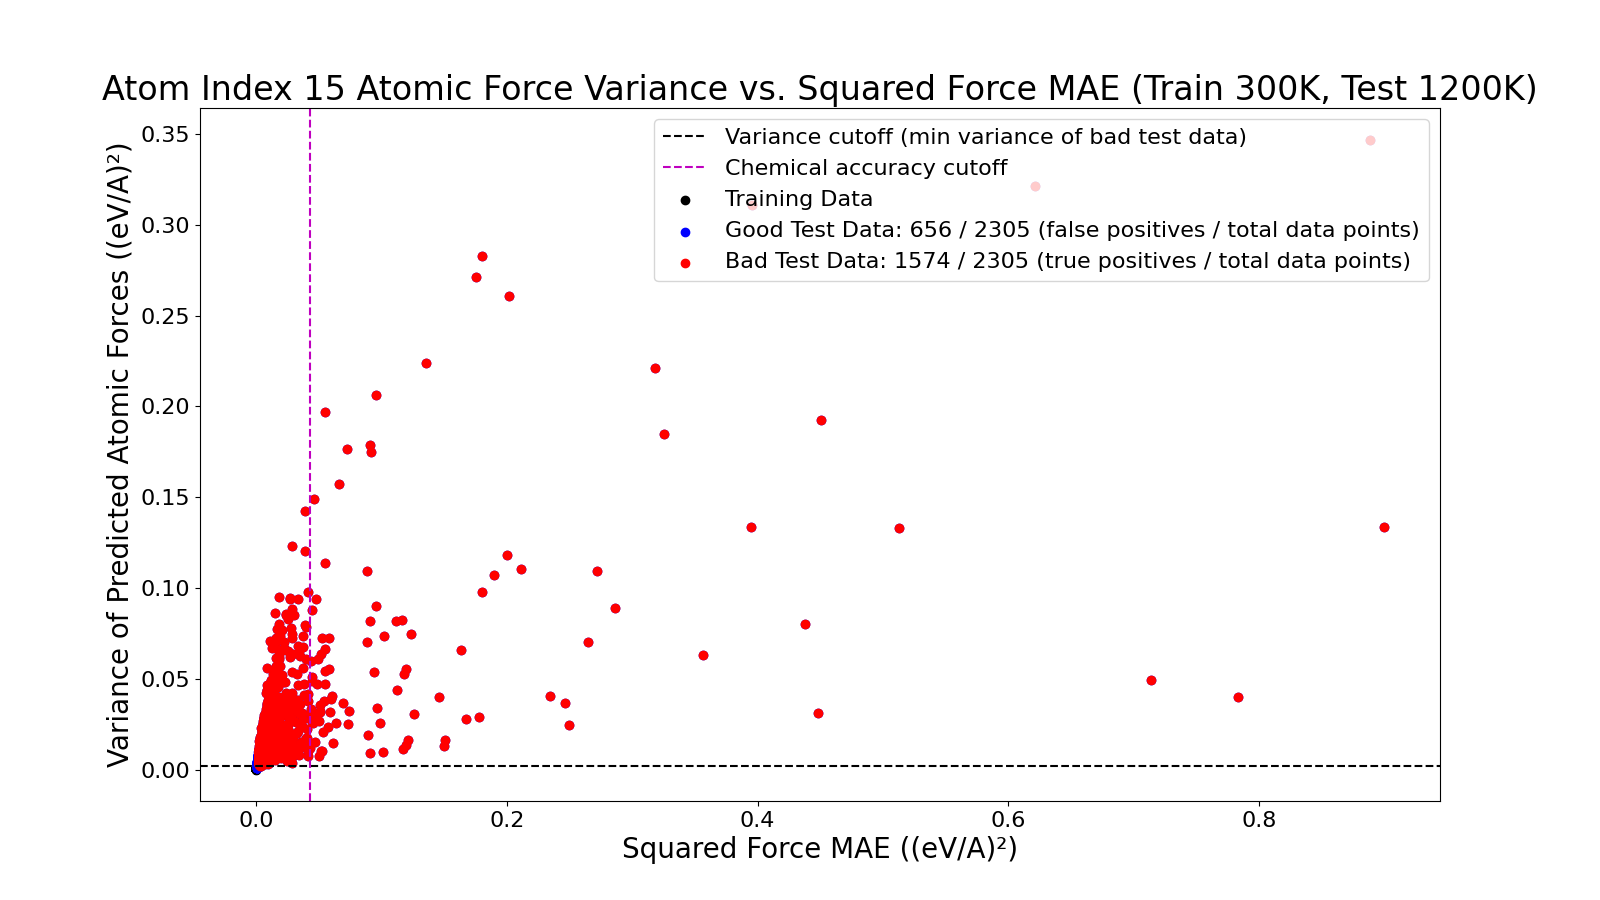 Atom Index 15 Atomic Force Variance vs. Squared Force MAE (Train 300K, Test 1200K)
Variance of Predicted Atomic Forces ((eV/A)²)
0.35
0.30
0.25
0.20
0.15
0.10
0.05
0.00
Variance cutoff (min variance of bad test data)
Chemical accuracy cutoff
Training Data
Good Test Data: 656 / 2305 (false positives / total data points)
Bad Test Data: 1574 / 2305 (true positives / total data points)
0.0
0.2
0.4
0.6
0.8
Squared Force MAE ((eV/A)²)